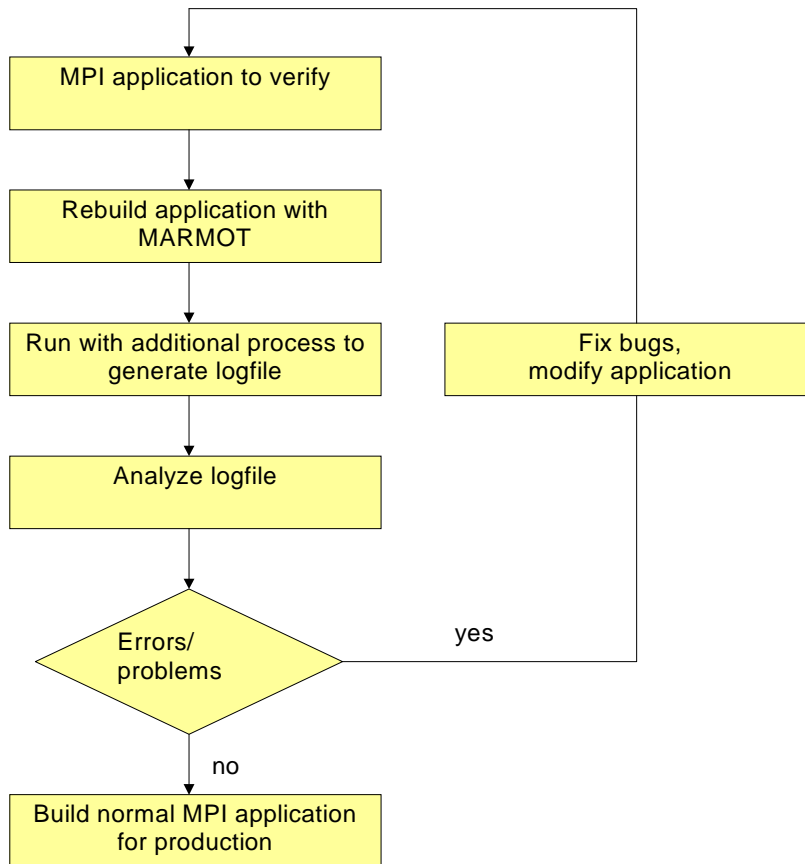 MPI application to verify
Rebuild application with
MARMOT
Run with additional process to
generate logfile
Fix bugs,
modify application
Analyze logfile
Errors/
problems
yes
no
Build normal MPI application
for production